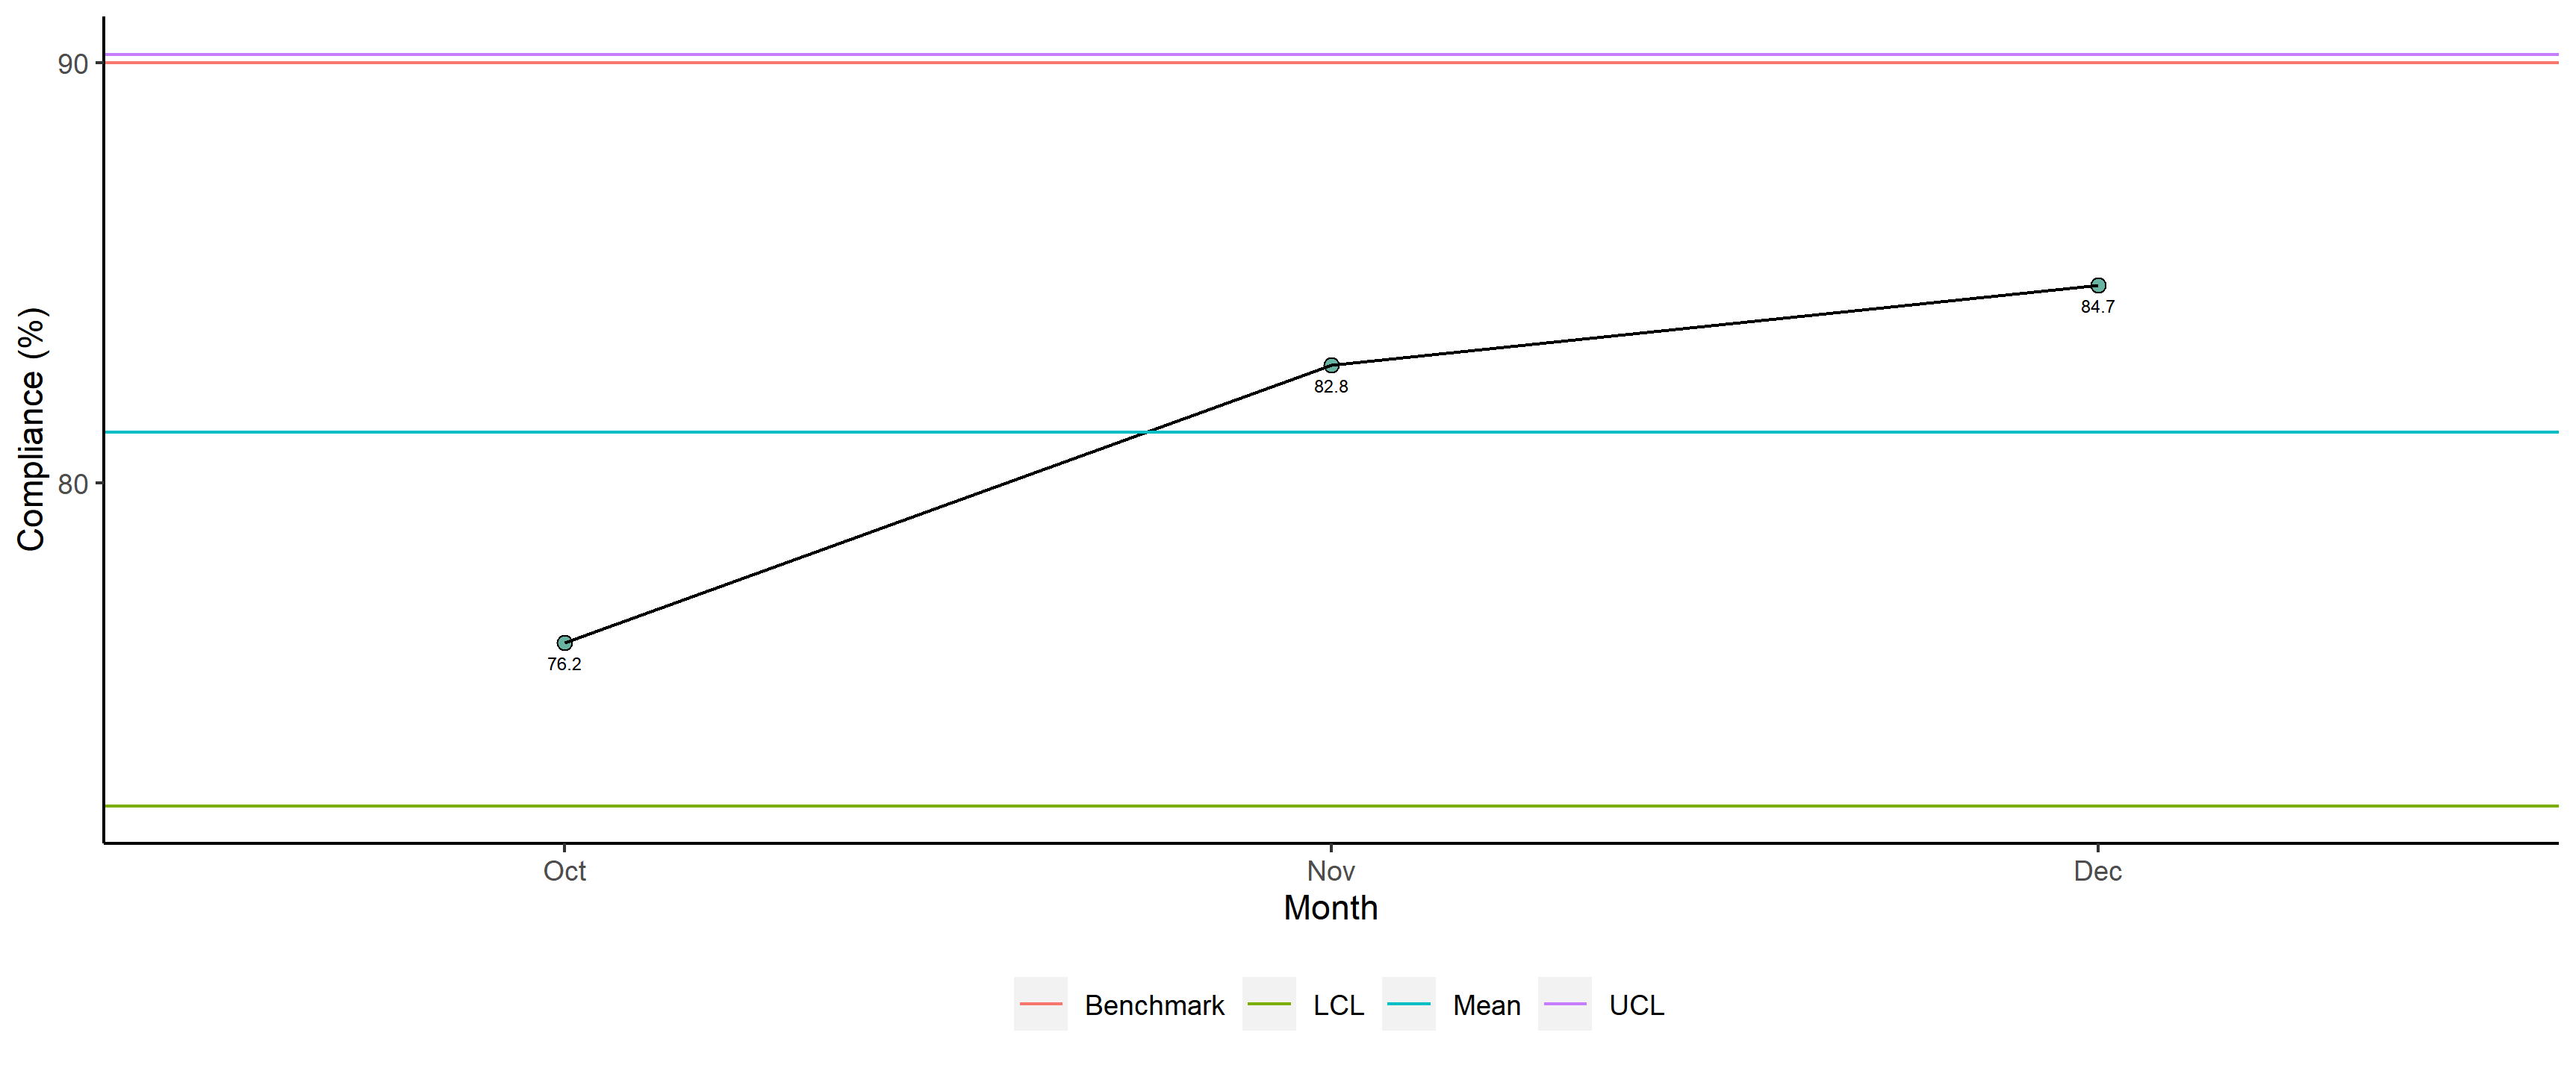 Compliance (%)
90
80
76.2
82.8
84.7
Oct Nov Dec
Month
Benchmark LCL Mean UCL